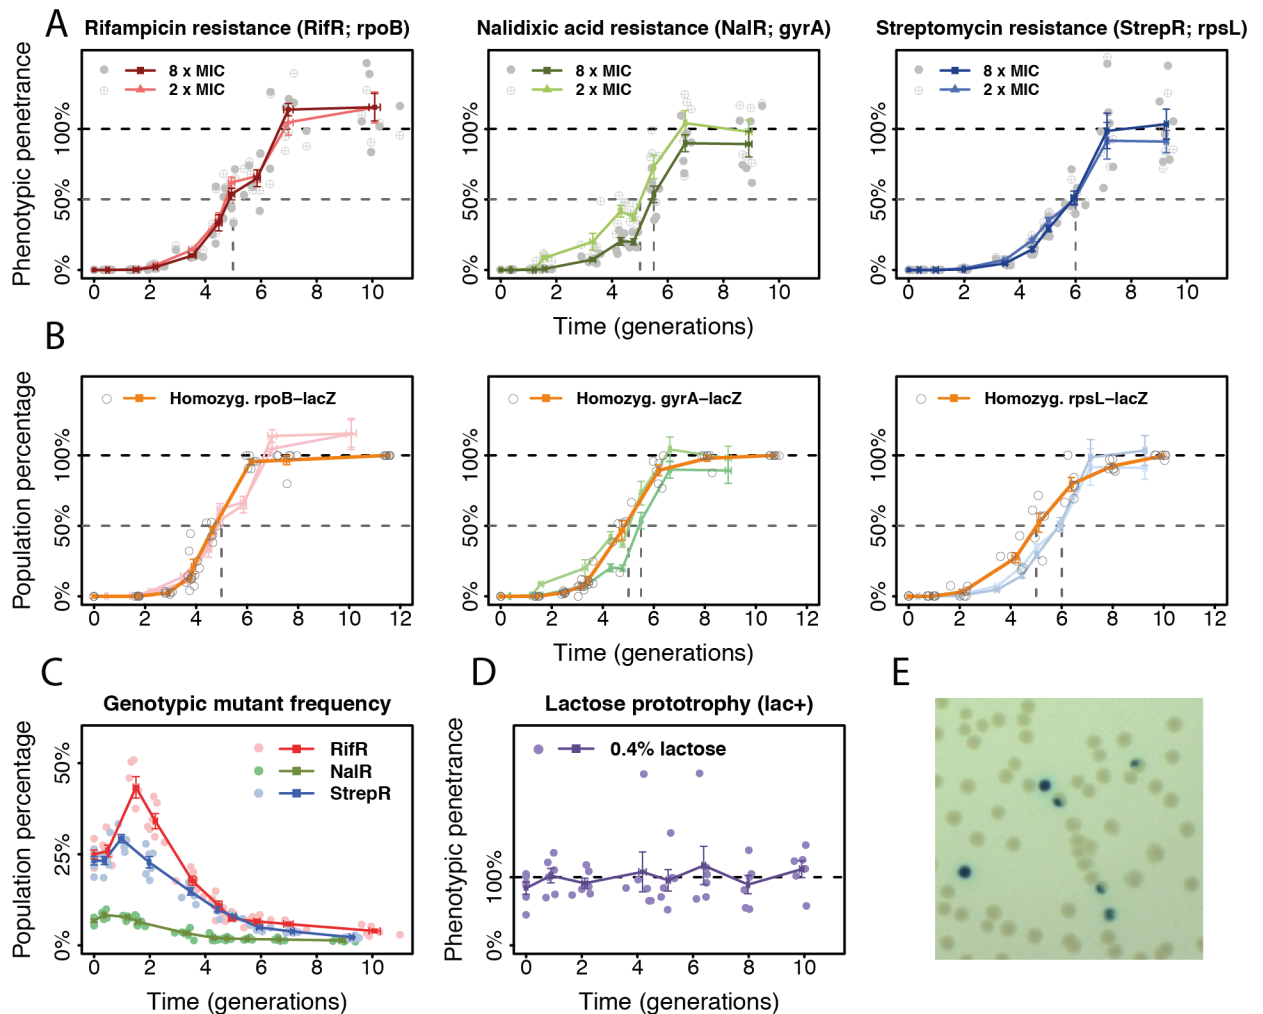 A
Rifampicin resistance (RifR; rpoB)
Nalidixic acid resistance (NalR; gyrA)
Streptomycin resistance (StrepR; rpsL)
Phenotypic penetrance
0% 50% 100%
8 x MIC
2 x MIC
0 2 4 6 8 10
0% 50% 100%
8 x MIC
2 x MIC
0 2 4 6 8 10
0% 50% 100%
8 x MIC
2 x MIC
0 2 4 6 8 10
Time (generations)
B
Population percentage
0% 50% 100%
Homozyg. rpoB–lacZ
0 2 4 6 8 10 12
0% 50% 100%
Homozyg. gyrA–lacZ
0 2 4 6 8 10 12
0% 50% 100%
Homozyg. rpsL–lacZ
0 2 4 6 8 10 12
Time (generations)
C
Genotypic mutant frequency
Population percentage
0% 25% 50%
RifR
NalR
StrepR
0 2 4 6 8 10
Time (generations)
D
Lactose prototrophy (lac+)
Phenotypic penetrance
0% 100%
0.4% lactose
0 2 4 6 8 10
Time (generations)
E